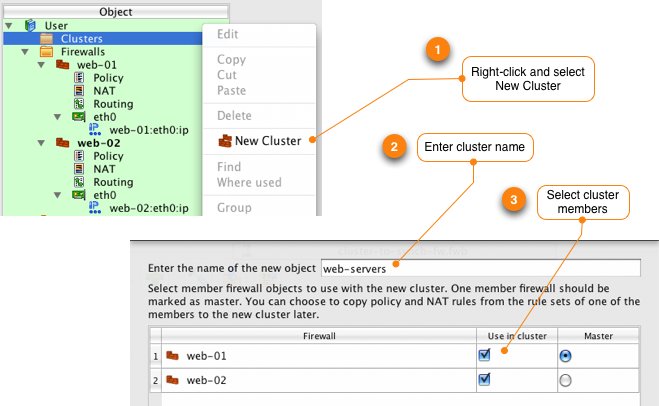 Object
User
Clusters
Firewalls
web-01
Policy
NAT
Routing
eth0
web-01:eth0:ip
web-02
Policy
NAT
Routing
eth0
web-02:eth0:ip
Edit
Copy
Cut
Paste
Delete
New Cluster
Find
Where used
Group
1
Right-click and select
New Cluster
2
Enter cluster name
3
Select cluster
members
Enter the name of the new object web-servers
Select member firewall objects to use with the new cluster. One member firewall should be
marked as master. You can choose to copy policy and NAT rules from the rule sets of one of the
members to the new cluster later.
Firewall Use in cluster Master
1 web-01
2 web-02